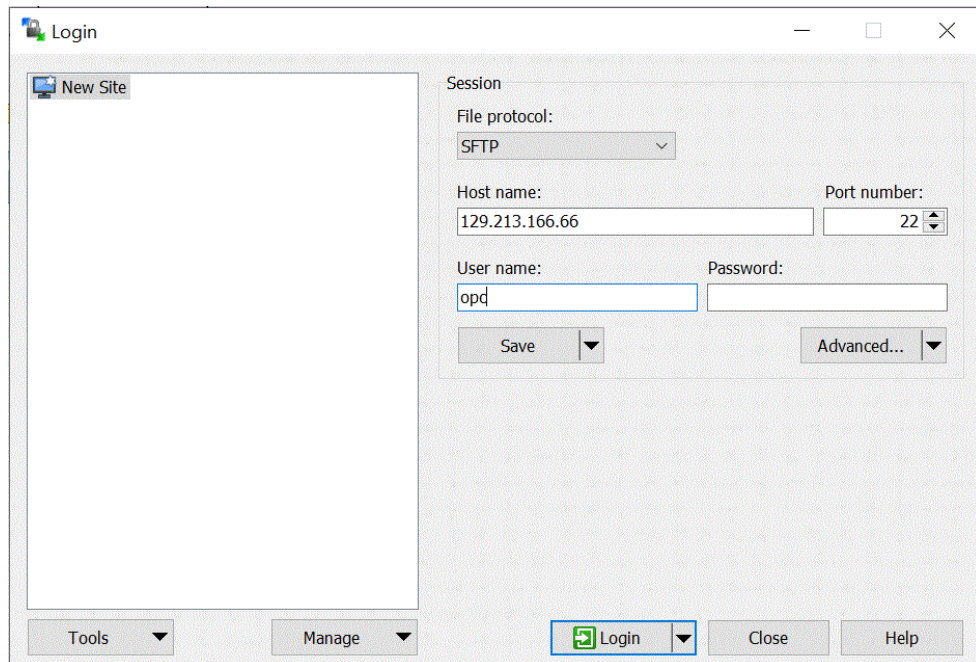 Login
New Site
Session
File protocol:
SFTP
Host name:
Port number:
129.213.166.66
22
User name:
Password:
opc
Save
Advanced...
Tools
Manage
Login
Close
Help